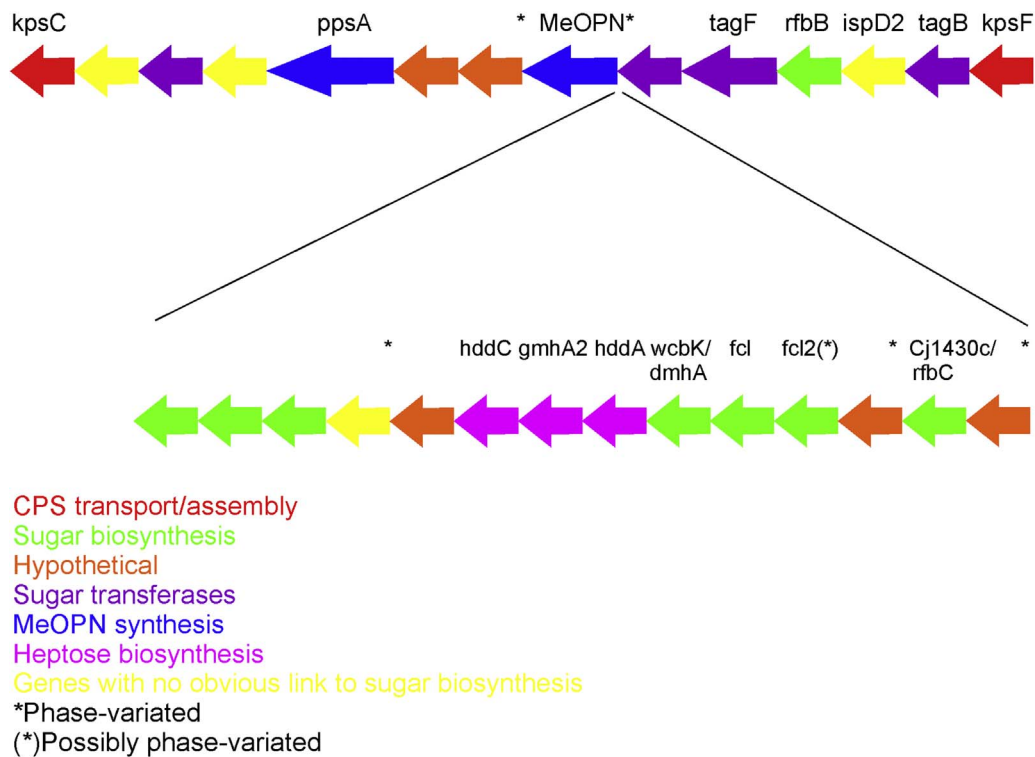 kpsC ppsA * MeOPN* tagF rfbB ispD2 tagB kpsF
* hddC gmhA2 hddA wcbK/ fcl fcl2(*) * Cj1430c/ *
dmhA rfbC
CPS transport/assembly
Sugar biosynthesis
Hypothetical
Sugar transferases
MeOPN synthesis
Heptose biosynthesis
Genes with no obvious link to sugar biosynthesis
*Phase-variated
(*)Possibly phase-variated